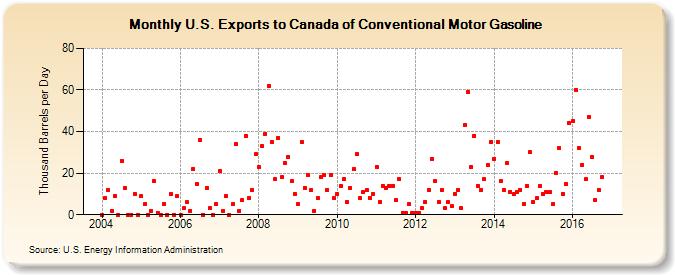 Monthly U.S. Exports to Canada of Conventional Motor Gasoline
Thousand Barrels per Day
80
60
40
20
0
2004 2006 2008 2010 2012 2014 2016
Source: U.S. Energy Information Administration